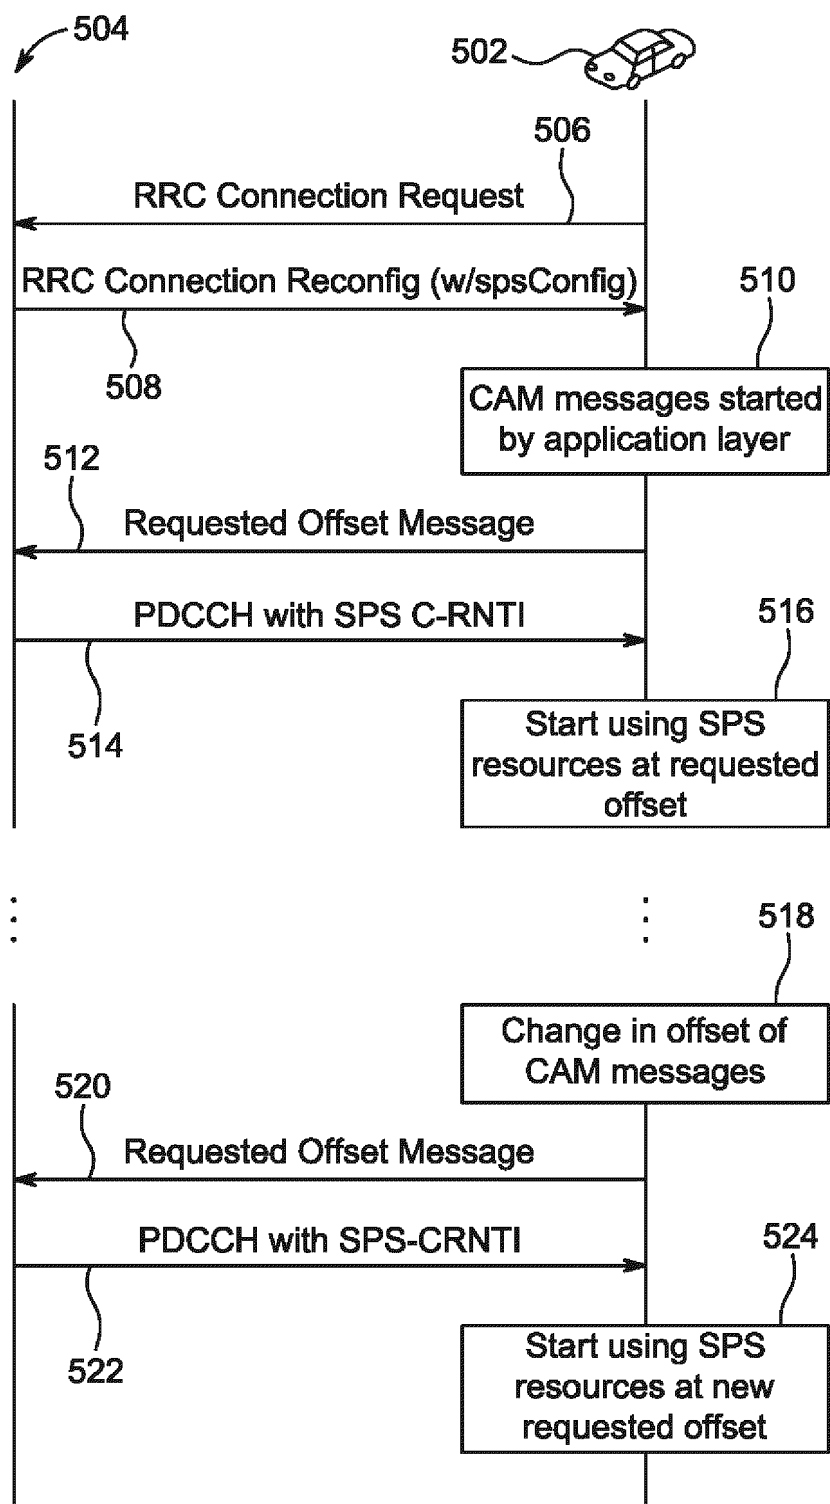 504
502
506
RRC Connection Request
RRC Connection Reconfig (w/spsConfig)
510
508
CAM messages started
by application layer
512
Requested Offset Message
PDCCH with SPS C-RNTI
516
514
Start using SPS
resources at requested
offset
518
Change in offset of
CAM messages
520
Requested Offset Message
PDCCH with SPS-CRNTI
524
522
Start using SPS
resources at new
requested offset